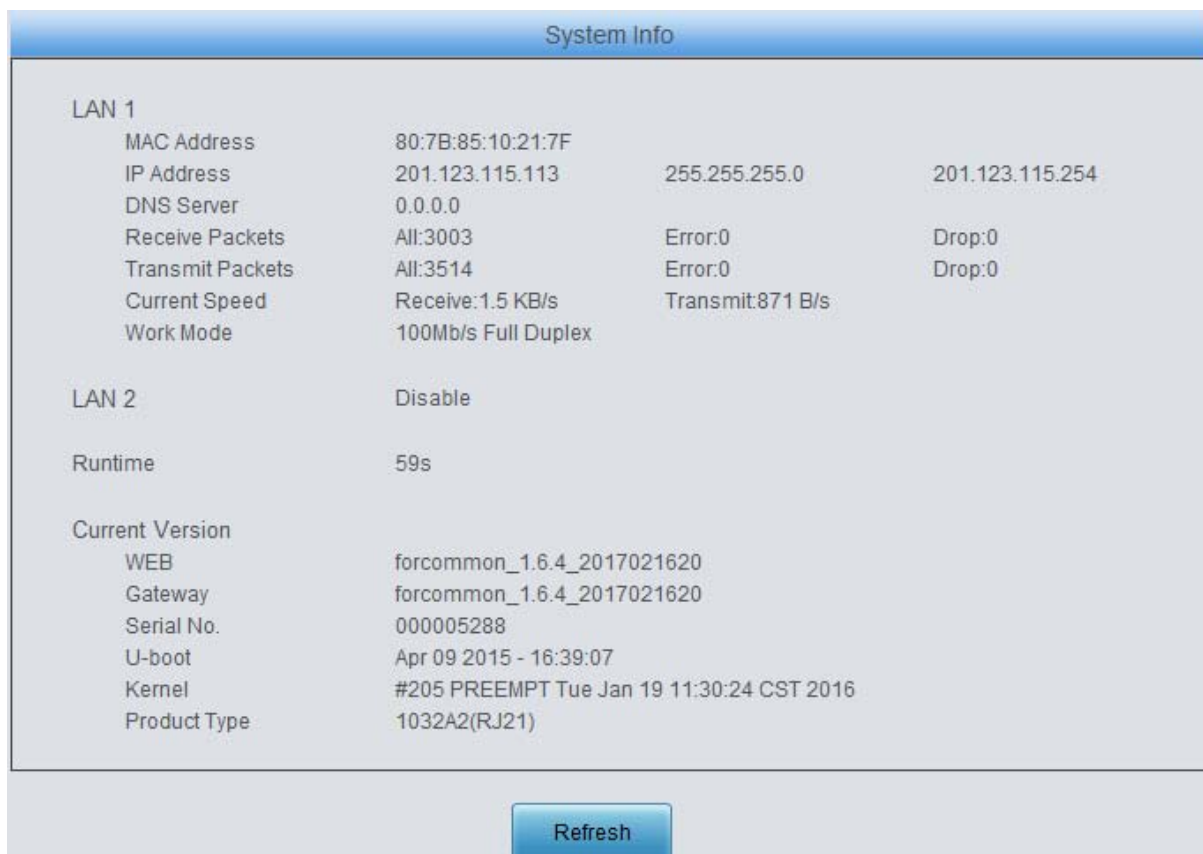 System Info
LAN 1
MAC Address 80:7B:85:10:21:7F
IP Address 201.123.115.113 255.255.255.0 201.123.115.254
DNS Server 0.0.0.0
Receive Packets All:3003 Error:0 Drop:0
Transmit Packets All:3514 Error:0 Drop:0
Current Speed Receive:1.5 KB/s Transmit:871 B/s
Work Mode 100Mb/s Full Duplex
LAN 2 Disable
Runtime 59s
Current Version
WEB forcommon_1.6.4_2017021620
Gateway forcommon_1.6.4_2017021620
Serial No. 000005288
U-boot Apr 09 2015 - 16:39:07
Kernel #205 PREEMPT Tue Jan 19 11:30:24 CST 2016
Product Type 1032A2(RJ21)
Refresh